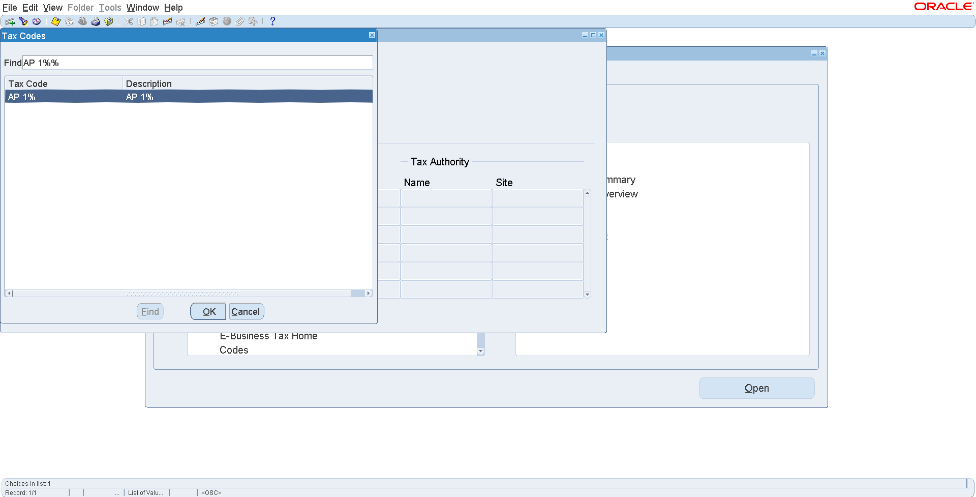 File Edit View Folder Tools Window Help
ORACLE
Tax Codes
Find AP 1%%
Tax Code Description
AP 1% AP 1%
Find OK Cancel
Tax Authority
Name Site
mmary
verview
E-Business Tax Home
Codes
Open
Choices in list: 1
Record: 1/1 ... List of Valu... <OSC>